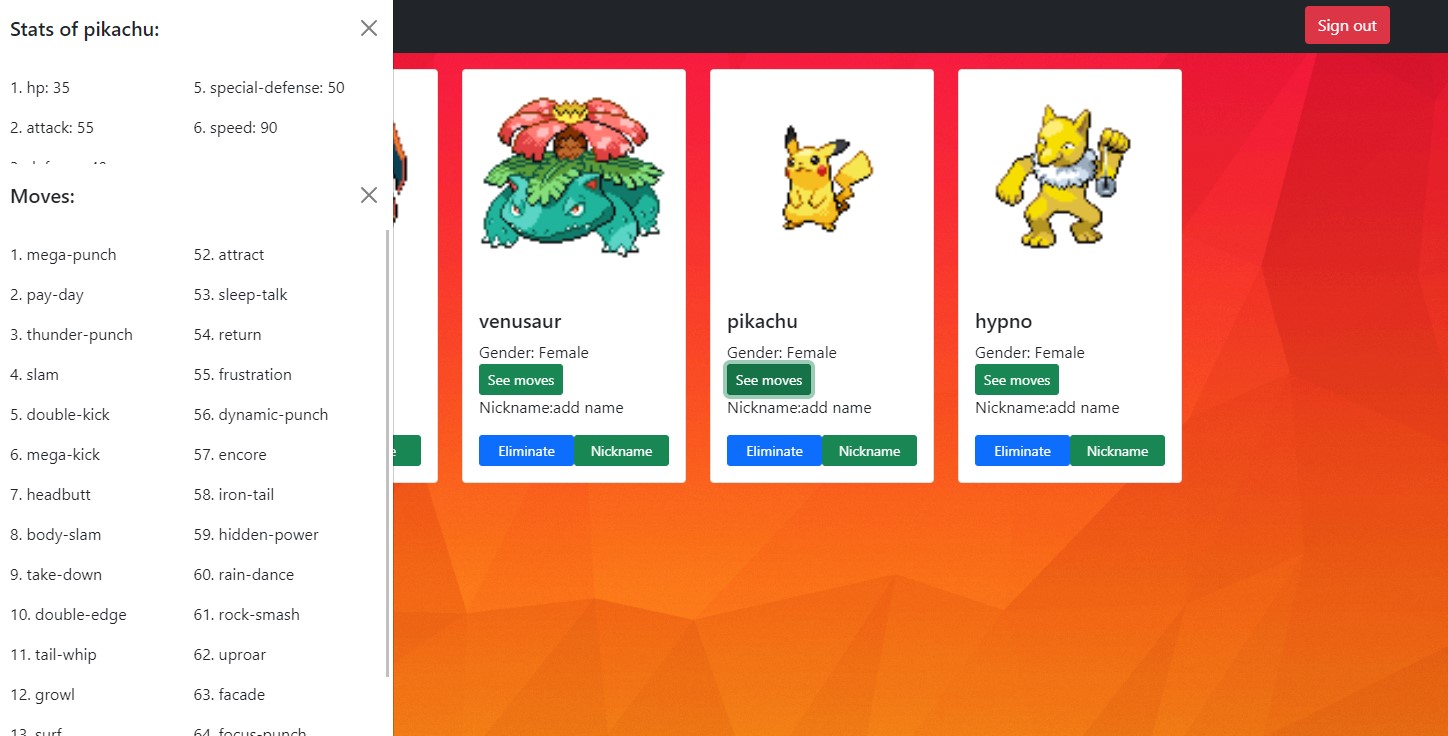 Stats of pikachu:
1. hp: 35
2. attack: 55
5. special-defense: 50
6. speed: 90
Moves:
1. mega-punch
2. pay-day
3. thunder-punch
4. slam
5. double-kick
6. mega-kick
7. headbutt
8. body-slam
9. take-down
10. double-edge
11. tail-whip
12. growl
13. surf
52. attract
53. sleep-talk
54. return
55. frustration
56. dynamic-punch
57. encore
58. iron-tail
59. hidden-power
60. rain-dance
61. rock-smash
62. uproar
63. facade
64. focus-punch
Sign out
venusaur
Gender: Female
See moves
Nickname:add name
Eliminate
Nickname
pikachu
Gender: Female
See moves
Nickname:add name
Eliminate
Nickname
hypno
Gender: Female
See moves
Nickname:add name
Eliminate
Nickname